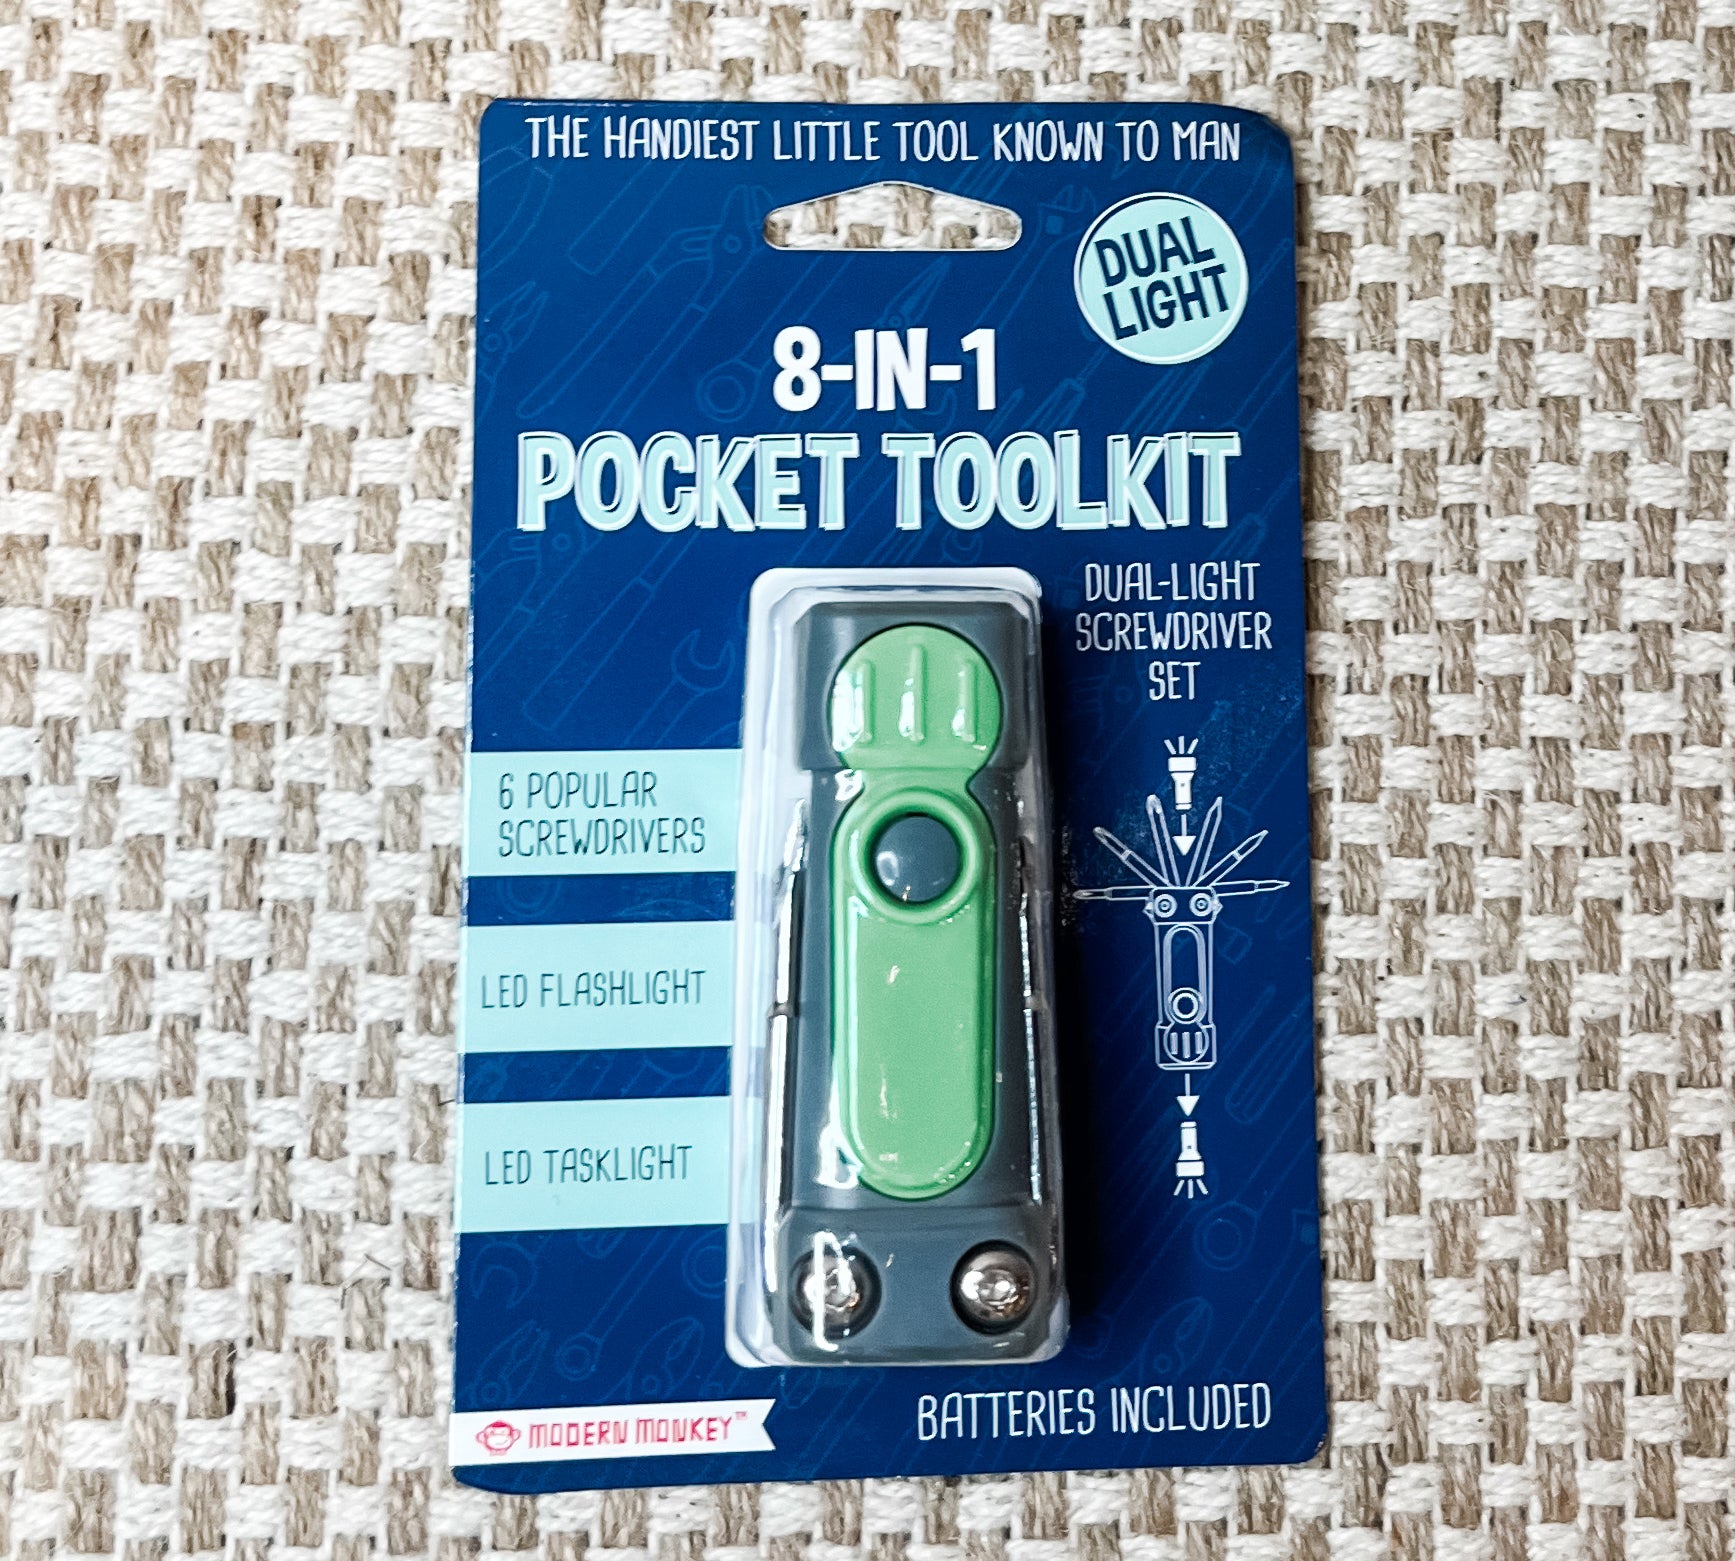 THE HANDIEST LITTLE TOOL KNOWN TO MAN
DUAL
LIGHT
8-IN-1
POCKET TOOLKIT
DUAL-LIGHT
SCREWDRIVER
SET
6 POPULAR
SCREWDRIVERS
LED FLASHLIGHT
LED TASKLIGHT
MODERN MONKEY™
BATTERIES INCLUDED